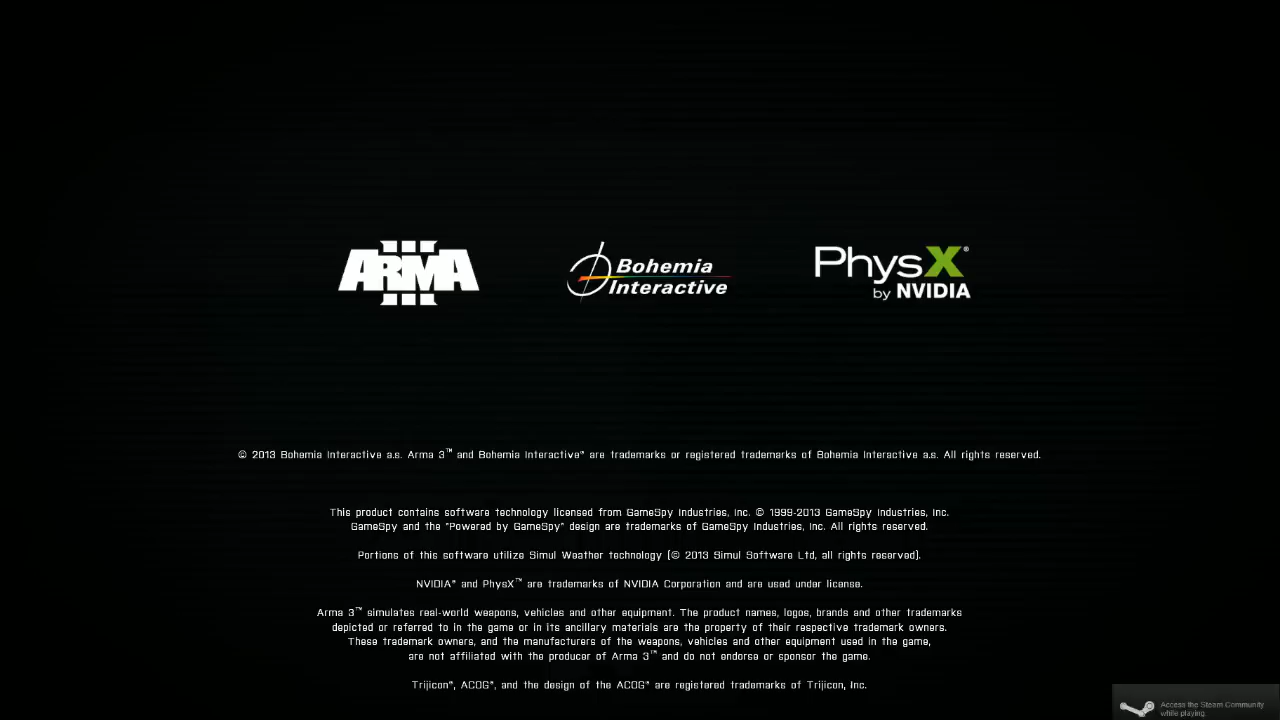 ARMA III
Bohemia
Interactive
PhysX®
by NVIDIA
© 2013 Bohemia Interactive a.s. Arma 3™ and Bohemia Interactive® are trademarks or registered trademarks of Bohemia Interactive a.s. All rights reserved.
This product contains software technology licensed from GameSpy Industries, Inc. © 1999-2013 GameSpy Industries, Inc.
GameSpy and the "Powered by GameSpy" design are trademarks of GameSpy Industries, Inc. All rights reserved.
Portions of this software utilize Simul Weather technology (© 2013 Simul Software Ltd, all rights reserved).
NVIDIA® and PhysX™ are trademarks of NVIDIA Corporation and are used under license.
Arma 3™ simulates real-world weapons, vehicles and other equipment. The product names, logos, brands and other trademarks
depicted or referred to in the game or in its ancillary materials are the property of their respective trademark owners.
These trademark owners, and the manufacturers of the weapons, vehicles and other equipment used in the game,
are not affiliated with the producer of Arma 3™ and do not endorse or sponsor the game.
Trijicon®, ACOG®, and the design of the ACOG® are registered trademarks of Trijicon, Inc.
Access the Steam Community
while playing.